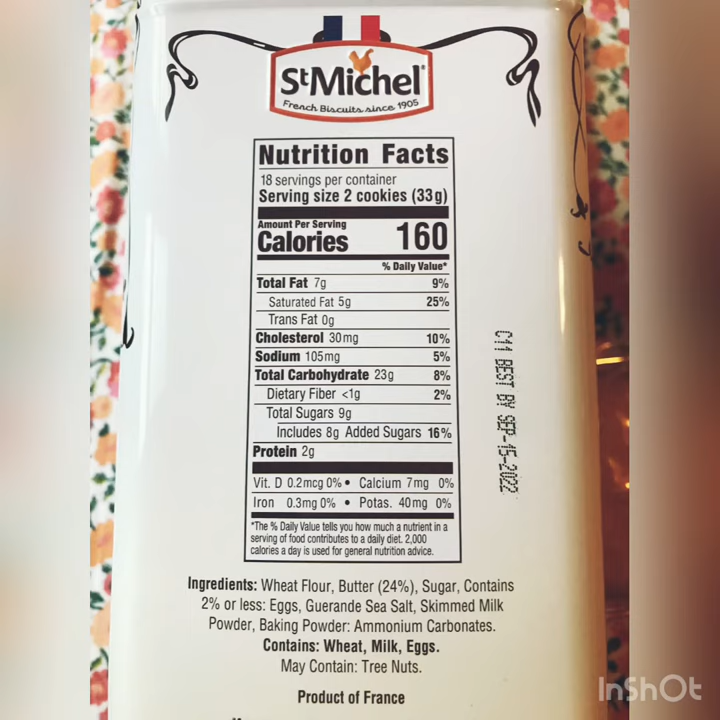 St Michel
French Biscuits since 1905
Nutrition Facts
18 servings per container
Serving size 2 cookies (33g)
Amount Per Serving
Calories 160
% Daily Value*
Total Fat 7g 9%
Saturated Fat 5g 25%
Trans Fat 0g
Cholesterol 30mg 10%
Sodium 105mg 5%
Total Carbohydrate 23g 8%
Dietary Fiber <1g 2%
Total Sugars 9g
Includes 8g Added Sugars 16%
Protein 2g
Vit. D 0.2mcg 0% • Calcium 7mg 0%
Iron 0.3mg 0% • Potas. 40mg 0%
*The % Daily Value tells you how much a nutrient in a
serving of food contributes to a daily diet. 2,000
calories a day is used for general nutrition advice.
C14 BEST BY SEP-15-2022
Ingredients: Wheat Flour, Butter (24%), Sugar, Contains
2% or less: Eggs, Guerande Sea Salt, Skimmed Milk
Powder, Baking Powder: Ammonium Carbonates.
Contains: Wheat, Milk, Eggs.
May Contain: Tree Nuts.
Product of France
InShOt